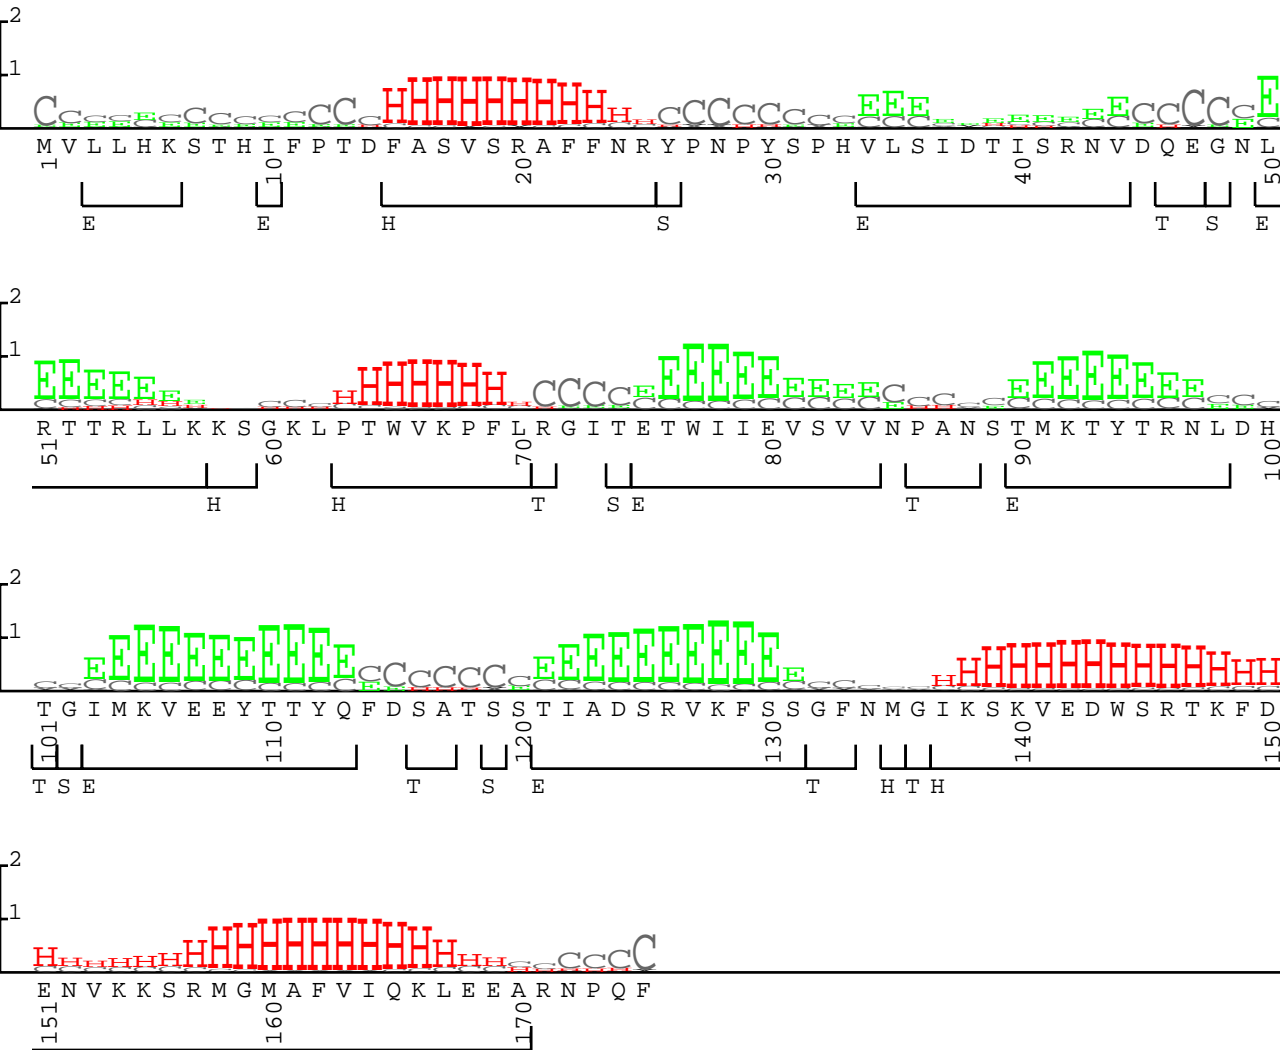 2
1
M V L L H K S T H I F P T D F A S V S R A F F N R Y P N P Y S P H V L S I D T I S R N V D Q E G N L
1 10 20 30 40 50
E E H S E T S E
2
1
R T T R L L K K S G K L P T W V K P F L R G I T E T W I I E V S V V N P A N S T M K T Y T R N L D H
51 60 70 80 90 100
H H T S E T E
2
1
T G I M K V E E Y T T Y Q F D S A T S S T I A D S R V K F S S G F N M G I K S K V E D W S R T K F D
101 110 120 130 140 150
T S E T S E T H T H
2
1
E N V K K S R M G M A F V I Q K L E E A R N P Q F
151 160 170